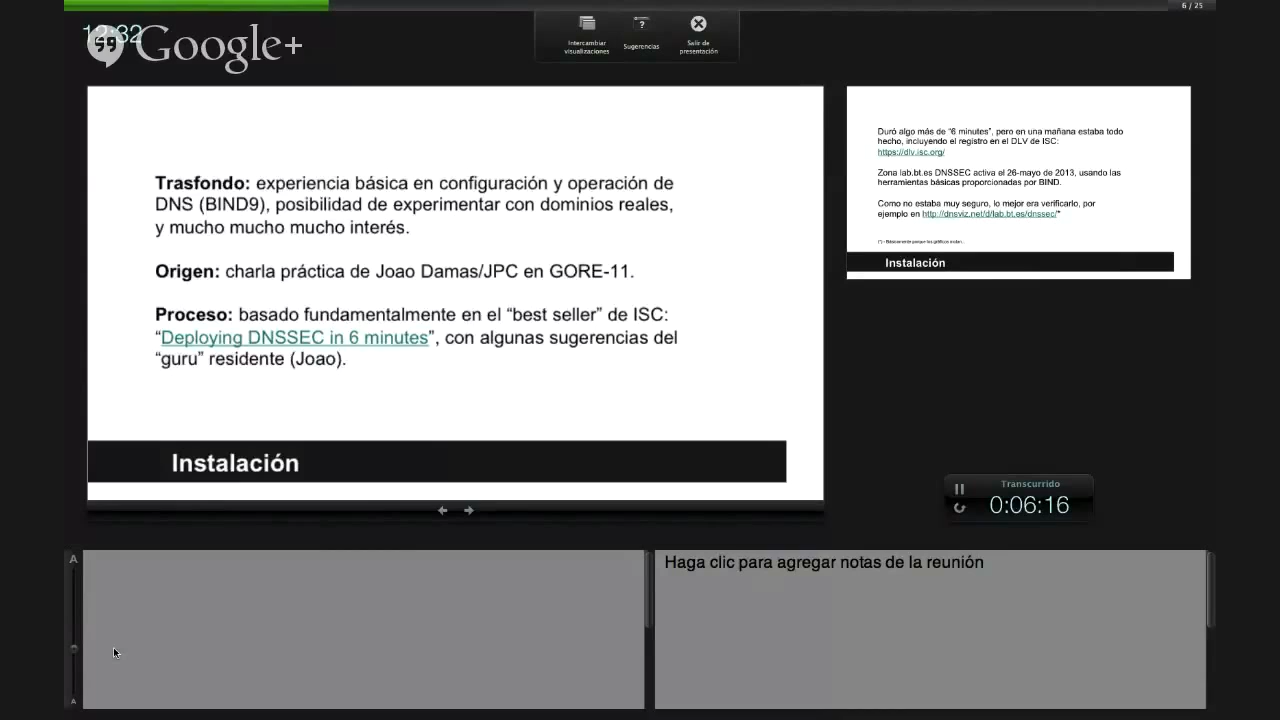 6 / 25
12:32
Google+
Intercambiar visualizaciones
Sugerencias
Salir de presentación
Trasfondo: experiencia básica en configuración y operación de
DNS (BIND9), posibilidad de experimentar con dominios reales,
y mucho mucho mucho interés.
Origen: charla práctica de Joao Damas/JPC en GORE-11.
Proceso: basado fundamentalmente en el “best seller” de ISC:
“Deploying DNSSEC in 6 minutes”, con algunas sugerencias del
“guru” residente (Joao).
Instalación
Duró algo más de “6 minutes”, pero en una mañana estaba todo
hecho, incluyendo el registro en el DLV de ISC:
https://dlv.isc.org/
Zona lab.bt.es DNSSEC activa el 26-mayo de 2013, usando las
herramientas básicas proporcionadas por BIND.
Como no estaba muy seguro, lo mejor era verificarlo, por
ejemplo en http://dnsviz.net/d/lab.bt.es/dnssec/*
(*) - Básicamente porque los gráficos molan...
Instalación
Transcurrido
0:06:16
A
A
Haga clic para agregar notas de la reunión